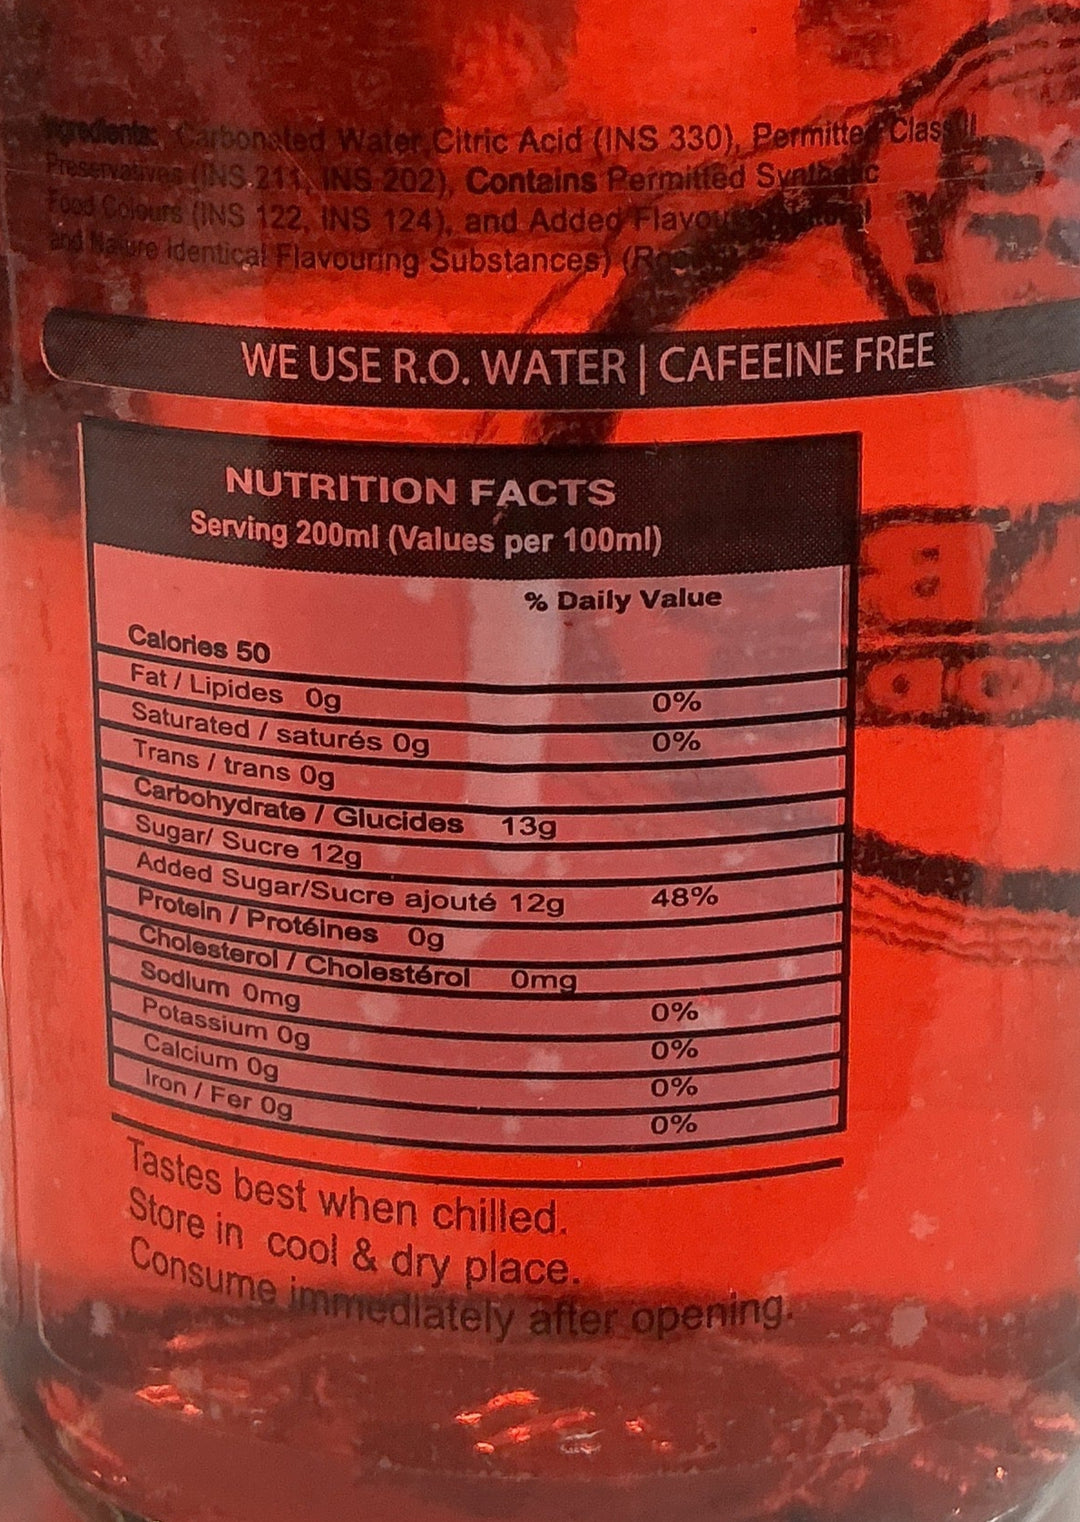 Ingredients: Carbonated Water, Citric Acid (INS 330), Permitted Class II
Preservatives (INS 211, INS 202), Contains Permitted Synthetic
Food Colours (INS 122, INS 124), and Added Flavour
and Nature identical Flavouring Substances)
WE USE R.O. WATER | CAFEEINE FREE
NUTRITION FACTS
Serving 200ml (Values per 100ml)
% Daily Value
Calories 50
Fat / Lipides 0g 0%
Saturated / saturés 0g 0%
Trans / trans 0g
Carbohydrate / Glucides 13g
Sugar/ Sucre 12g
Added Sugar/Sucre ajouté 12g 48%
Protein / Protéines 0g
Cholesterol / Cholestérol 0mg
Sodium 0mg 0%
Potassium 0g 0%
Calcium 0g 0%
Iron / Fer 0g 0%
Tastes best when chilled.
Store in cool & dry place.
Consume immediately after opening.